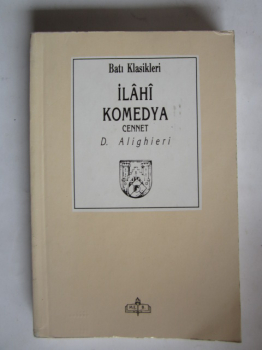 Batı Klasikleri
İLÂHÎ
KOMEDYA
CENNET
D. Alighieri